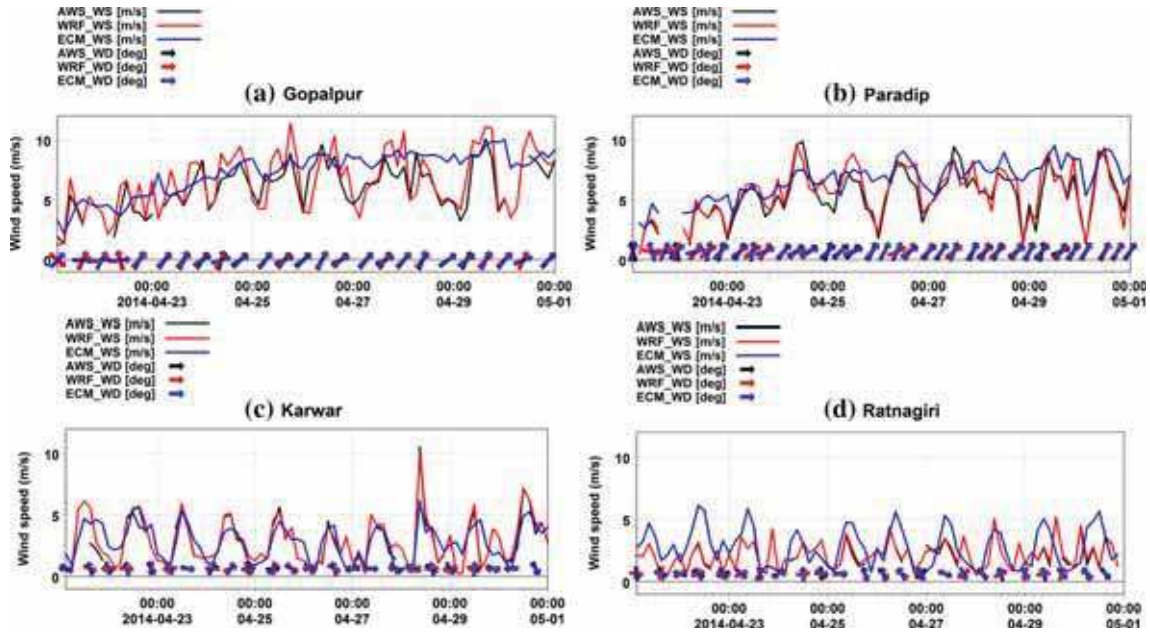 AWS_WS [m/s]
WRF_WS [m/s]
ECM_WS [m/s]
AWS_WD [deg]
WRF_WD [deg]
ECM_WD [deg]
(a) Gopalpur
Wind speed (m/s)
10
5
0
00:00 00:00 00:00 00:00 00:00
2014-04-23 04-25 04-27 04-29 05-01
AWS_WS [m/s]
WRF_WS [m/s]
ECM_WS [m/s]
AWS_WD [deg]
WRF_WD [deg]
ECM_WD [deg]
(b) Paradip
Wind speed (m/s)
10
5
0
00:00 00:00 00:00 00:00 00:00
2014-04-23 04-25 04-27 04-29 05-01
AWS_WS [m/s]
WRF_WS [m/s]
ECM_WS [m/s]
AWS_WD [deg]
WRF_WD [deg]
ECM_WD [deg]
(c) Karwar
Wind speed (m/s)
10
5
0
00:00 00:00 00:00 00:00 00:00
2014-04-23 04-25 04-27 04-29 05-01
AWS_WS [m/s]
WRF_WS [m/s]
ECM_WS [m/s]
AWS_WD [deg]
WRF_WD [deg]
ECM_WD [deg]
(d) Ratnagiri
Wind speed (m/s)
10
5
0
00:00 00:00 00:00 00:00 00:00
2014-04-23 04-25 04-27 04-29 05-01